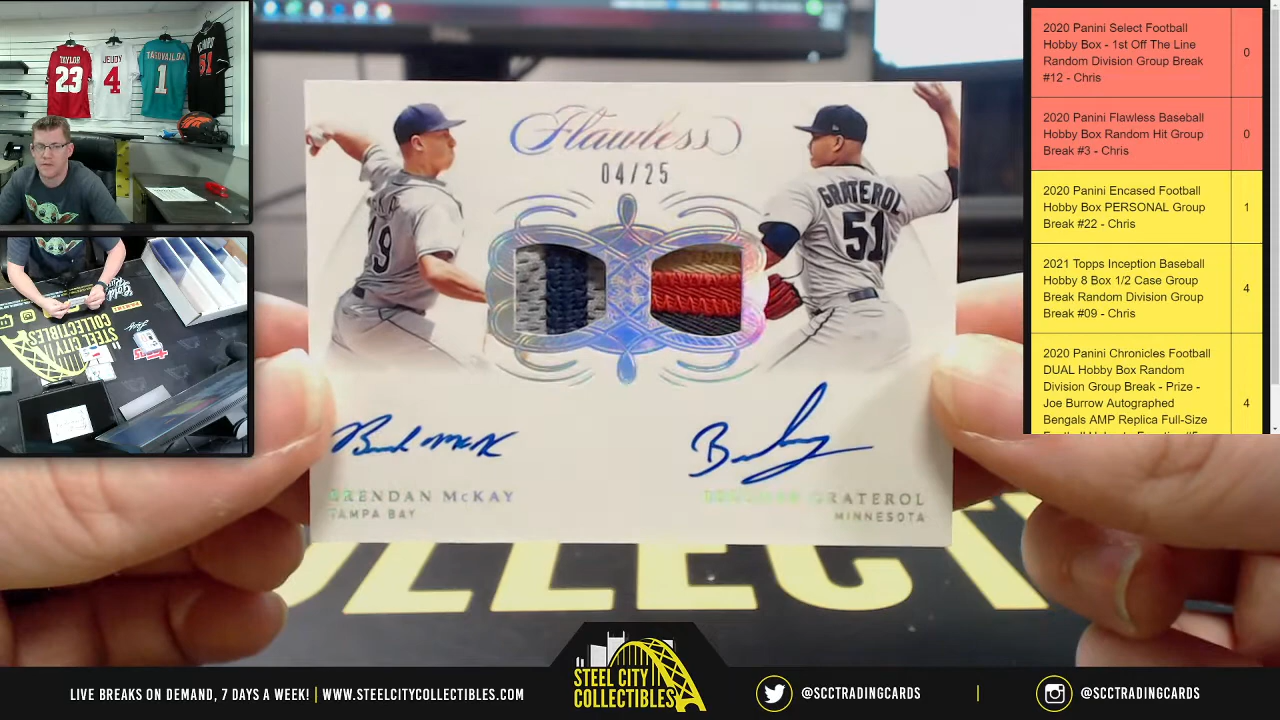 TAYLOR
23
JEUDY
4
TAGOVAILOA
1
51
COLLECTIBLES
STEEL CITY
Flawless
04/25
9
GRATEROL
51
BRENDAN McKAY
TAMPA BAY
GRATEROL
MINNESOTA
COLLECT
2020 Panini Select Football
Hobby Box - 1st Off The Line
Random Division Group Break
#12 - Chris
0
2020 Panini Flawless Baseball
Hobby Box Random Hit Group
Break #3 - Chris
0
2020 Panini Encased Football
Hobby Box PERSONAL Group
Break #22 - Chris
1
2021 Topps Inception Baseball
Hobby 8 Box 1/2 Case Group
Break Random Division Group
Break #09 - Chris
4
2020 Panini Chronicles Football
DUAL Hobby Box Random
Division Group Break - Prize -
Joe Burrow Autographed
Bengals AMP Replica Full-Size
4
LIVE BREAKS ON DEMAND, 7 DAYS A WEEK! | WWW.STEELCITYCOLLECTIBLES.COM
STEEL CITY
COLLECTIBLES
@SCCTRADINGCARDS
@SCCTRADINGCARDS